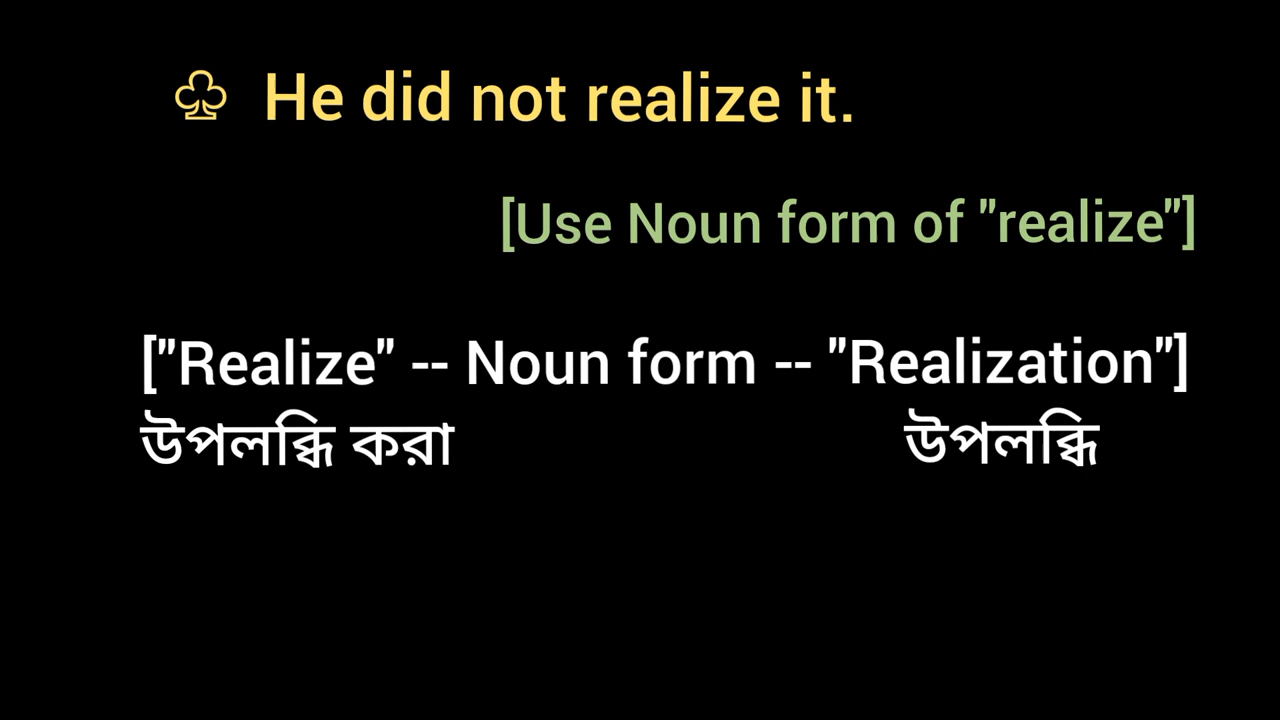 ♧ He did not realize it.
[Use Noun form of "realize"]
["Realize" -- Noun form -- "Realization"]
উপলব্ধি করা উপলব্ধি